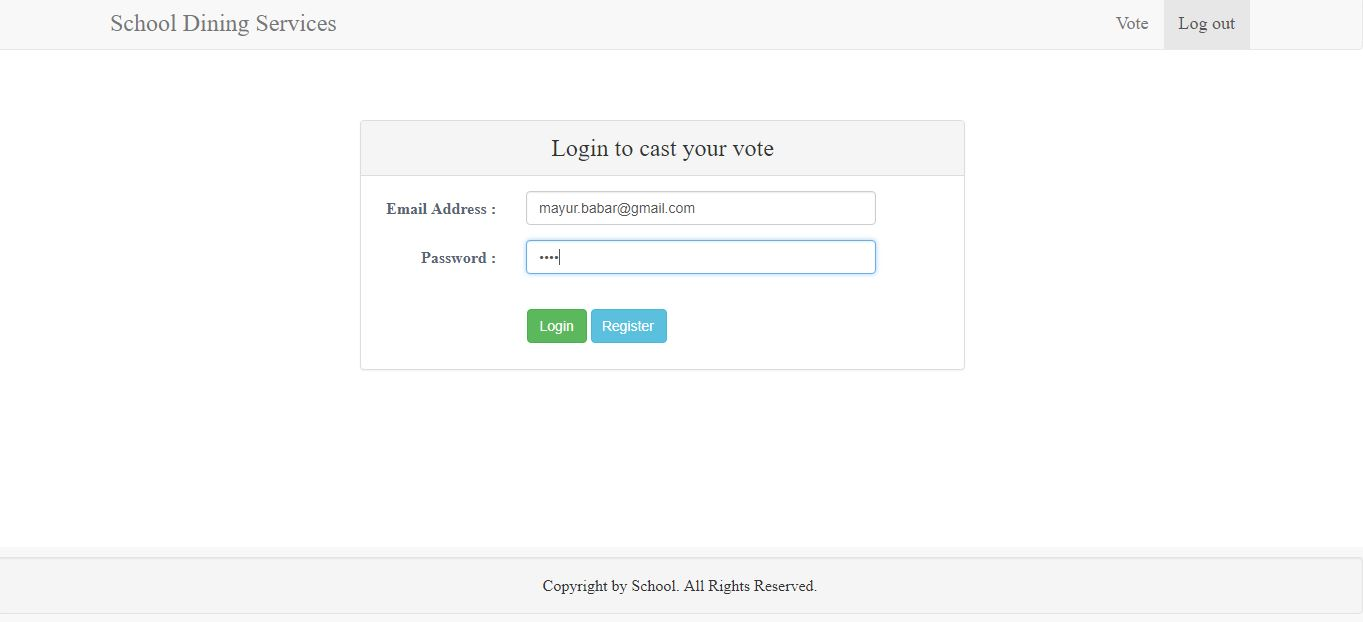 School Dining Services
Vote
Log out
Login to cast your vote
Email Address :
mayur.babar@gmail.com
Password :
••••
Login
Register
Copyright by School. All Rights Reserved.